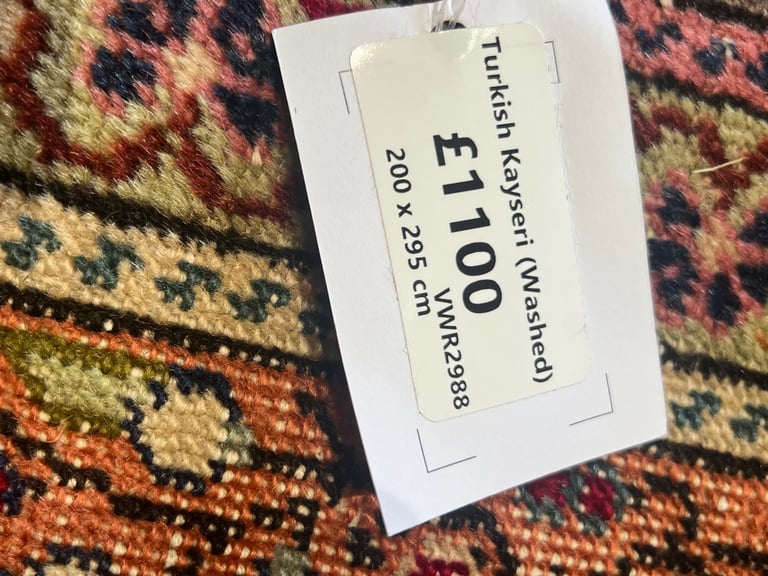 Turkish Kayseri (Washed)
£1100
VWR2988
200 x 295 cm